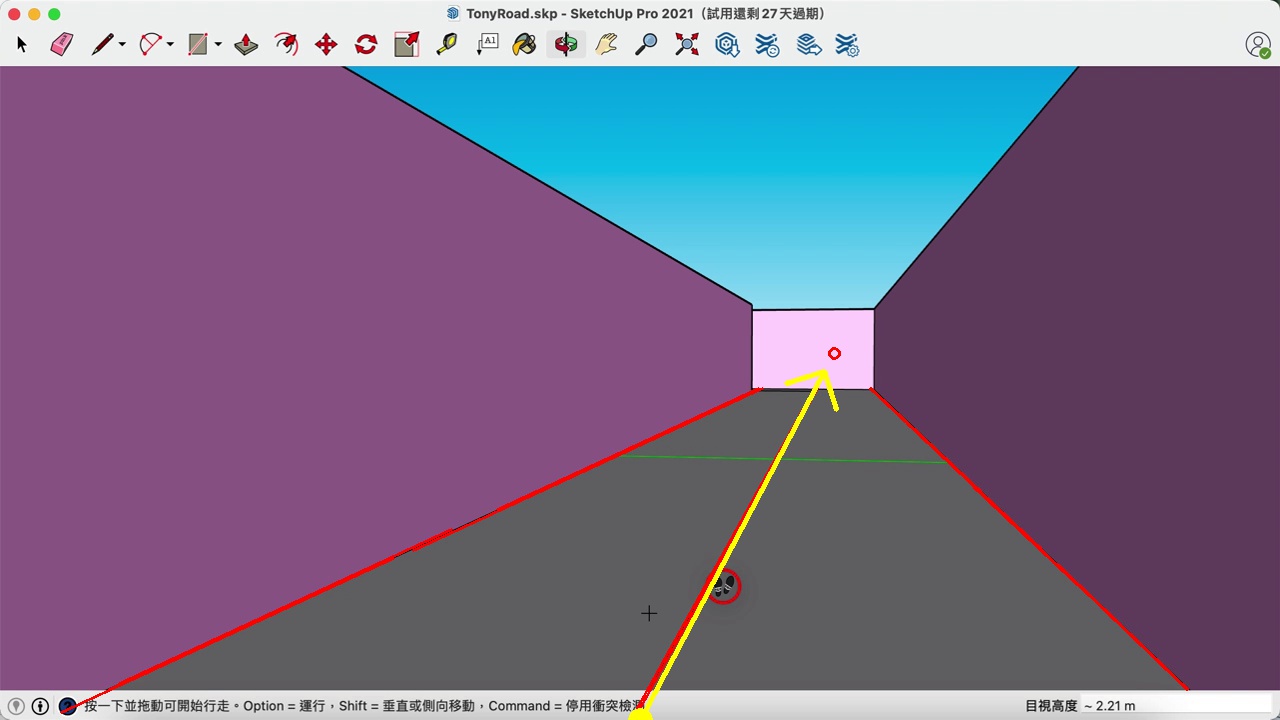 TonyRoad.skp - SketchUp Pro 2021（試用還剩27天過期）
A1
按一下並拖動可開始行走。Option = 運行，Shift = 垂直或側向移動，Command = 停用衝突檢
目視高度 ~ 2.21 m